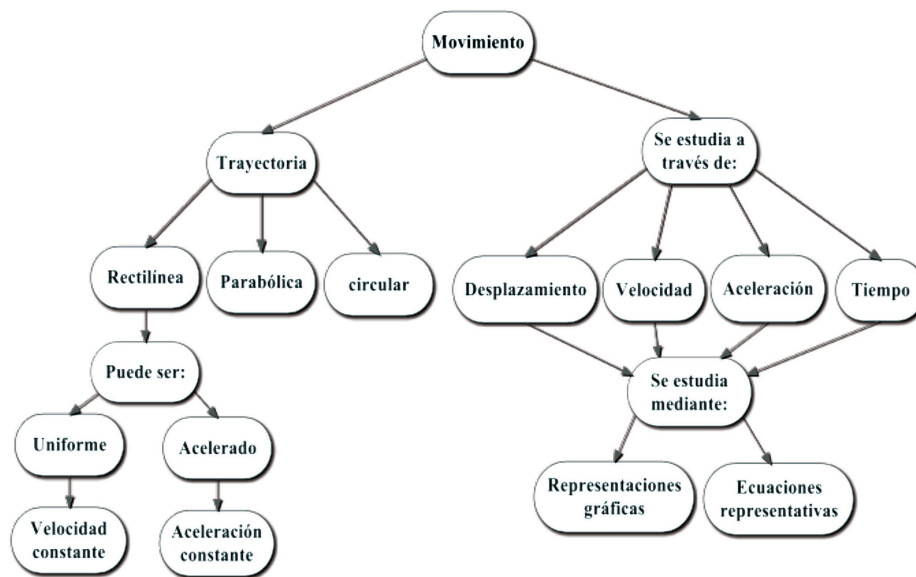 Movimiento
Trayectoria
Se estudia a
través de:
Rectilínea
Parabólica
circular
Desplazamiento
Velocidad
Aceleración
Tiempo
Puede ser:
Se estudia
mediante:
Uniforme
Acelerado
Representaciones
gráficas
Ecuaciones
representativas
Velocidad
constante
Aceleración
constante